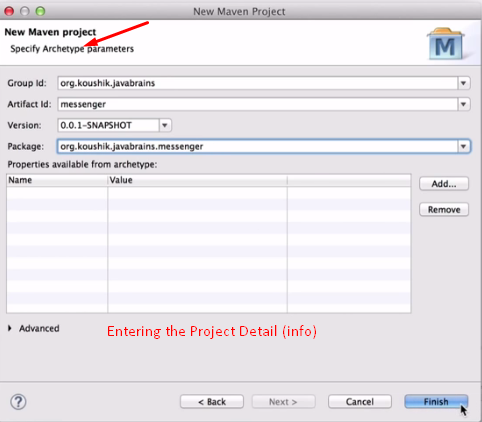 New Maven Project
New Maven project
Specify Archetype parameters
M
Group Id: org.koushik.javabrains
Artifact Id: messenger
Version: 0.0.1-SNAPSHOT
Package: org.koushik.javabrains.messenger
Properties available from archetype:
Name Value
Add...
Remove
Advanced
Entering the Project Detail (info)
? < Back Next > Cancel Finish